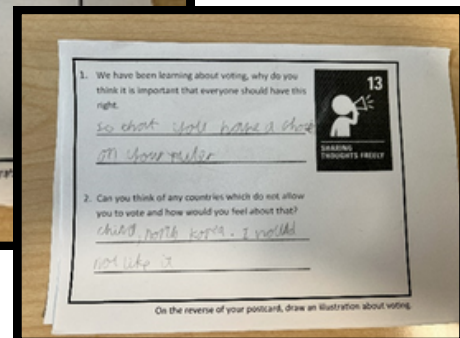 1. We have been learning about voting, why do you
think it is important that everyone should have this
right.
so that you have a
on your ruler
13
SHARING
THOUGHTS FREELY
2. Can you think of any countries which do not allow
you to vote and how would you feel about that?
china, north korea. I would
not like it
On the reverse of your postcard, draw an illustration about voting.